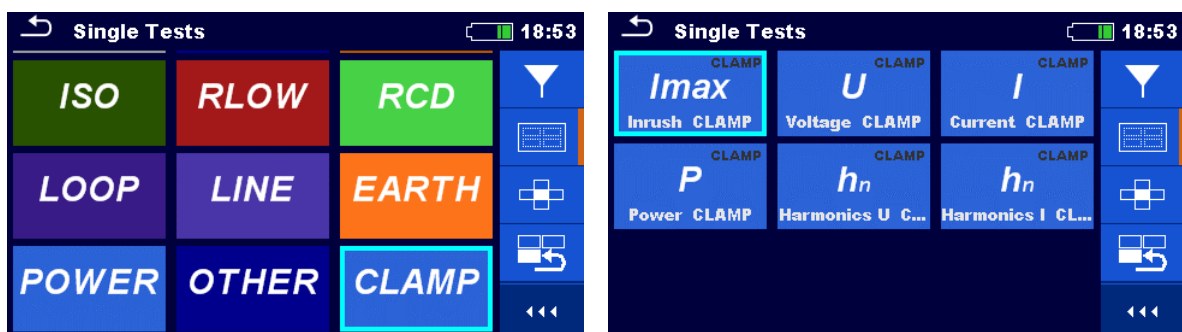 Single Tests 18:53
ISO RLOW RCD
LOOP LINE EARTH
POWER OTHER CLAMP
Single Tests 18:53
CLAMP CLAMP CLAMP
Imax U I
Inrush CLAMP Voltage CLAMP Current CLAMP
CLAMP CLAMP CLAMP
P hn hn
Power CLAMP Harmonics U C... Harmonics I CL...